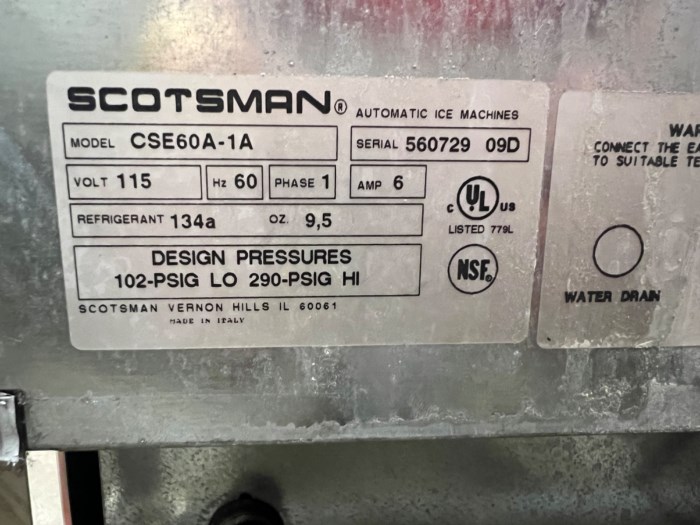 SCOTSMAN® AUTOMATIC ICE MACHINES
MODEL CSE60A-1A
SERIAL 560729 09D
VOLT 115
Hz 60
PHASE 1
AMP 6
REFRIGERANT 134a OZ. 9,5
DESIGN PRESSURES
102-PSIG LO 290-PSIG HI
SCOTSMAN VERNON HILLS IL 60061
MADE IN ITALY
C UL US
LISTED 779L
NSF®
WAR
CONNECT THE EA
TO SUITABLE TE
WATER DRAIN